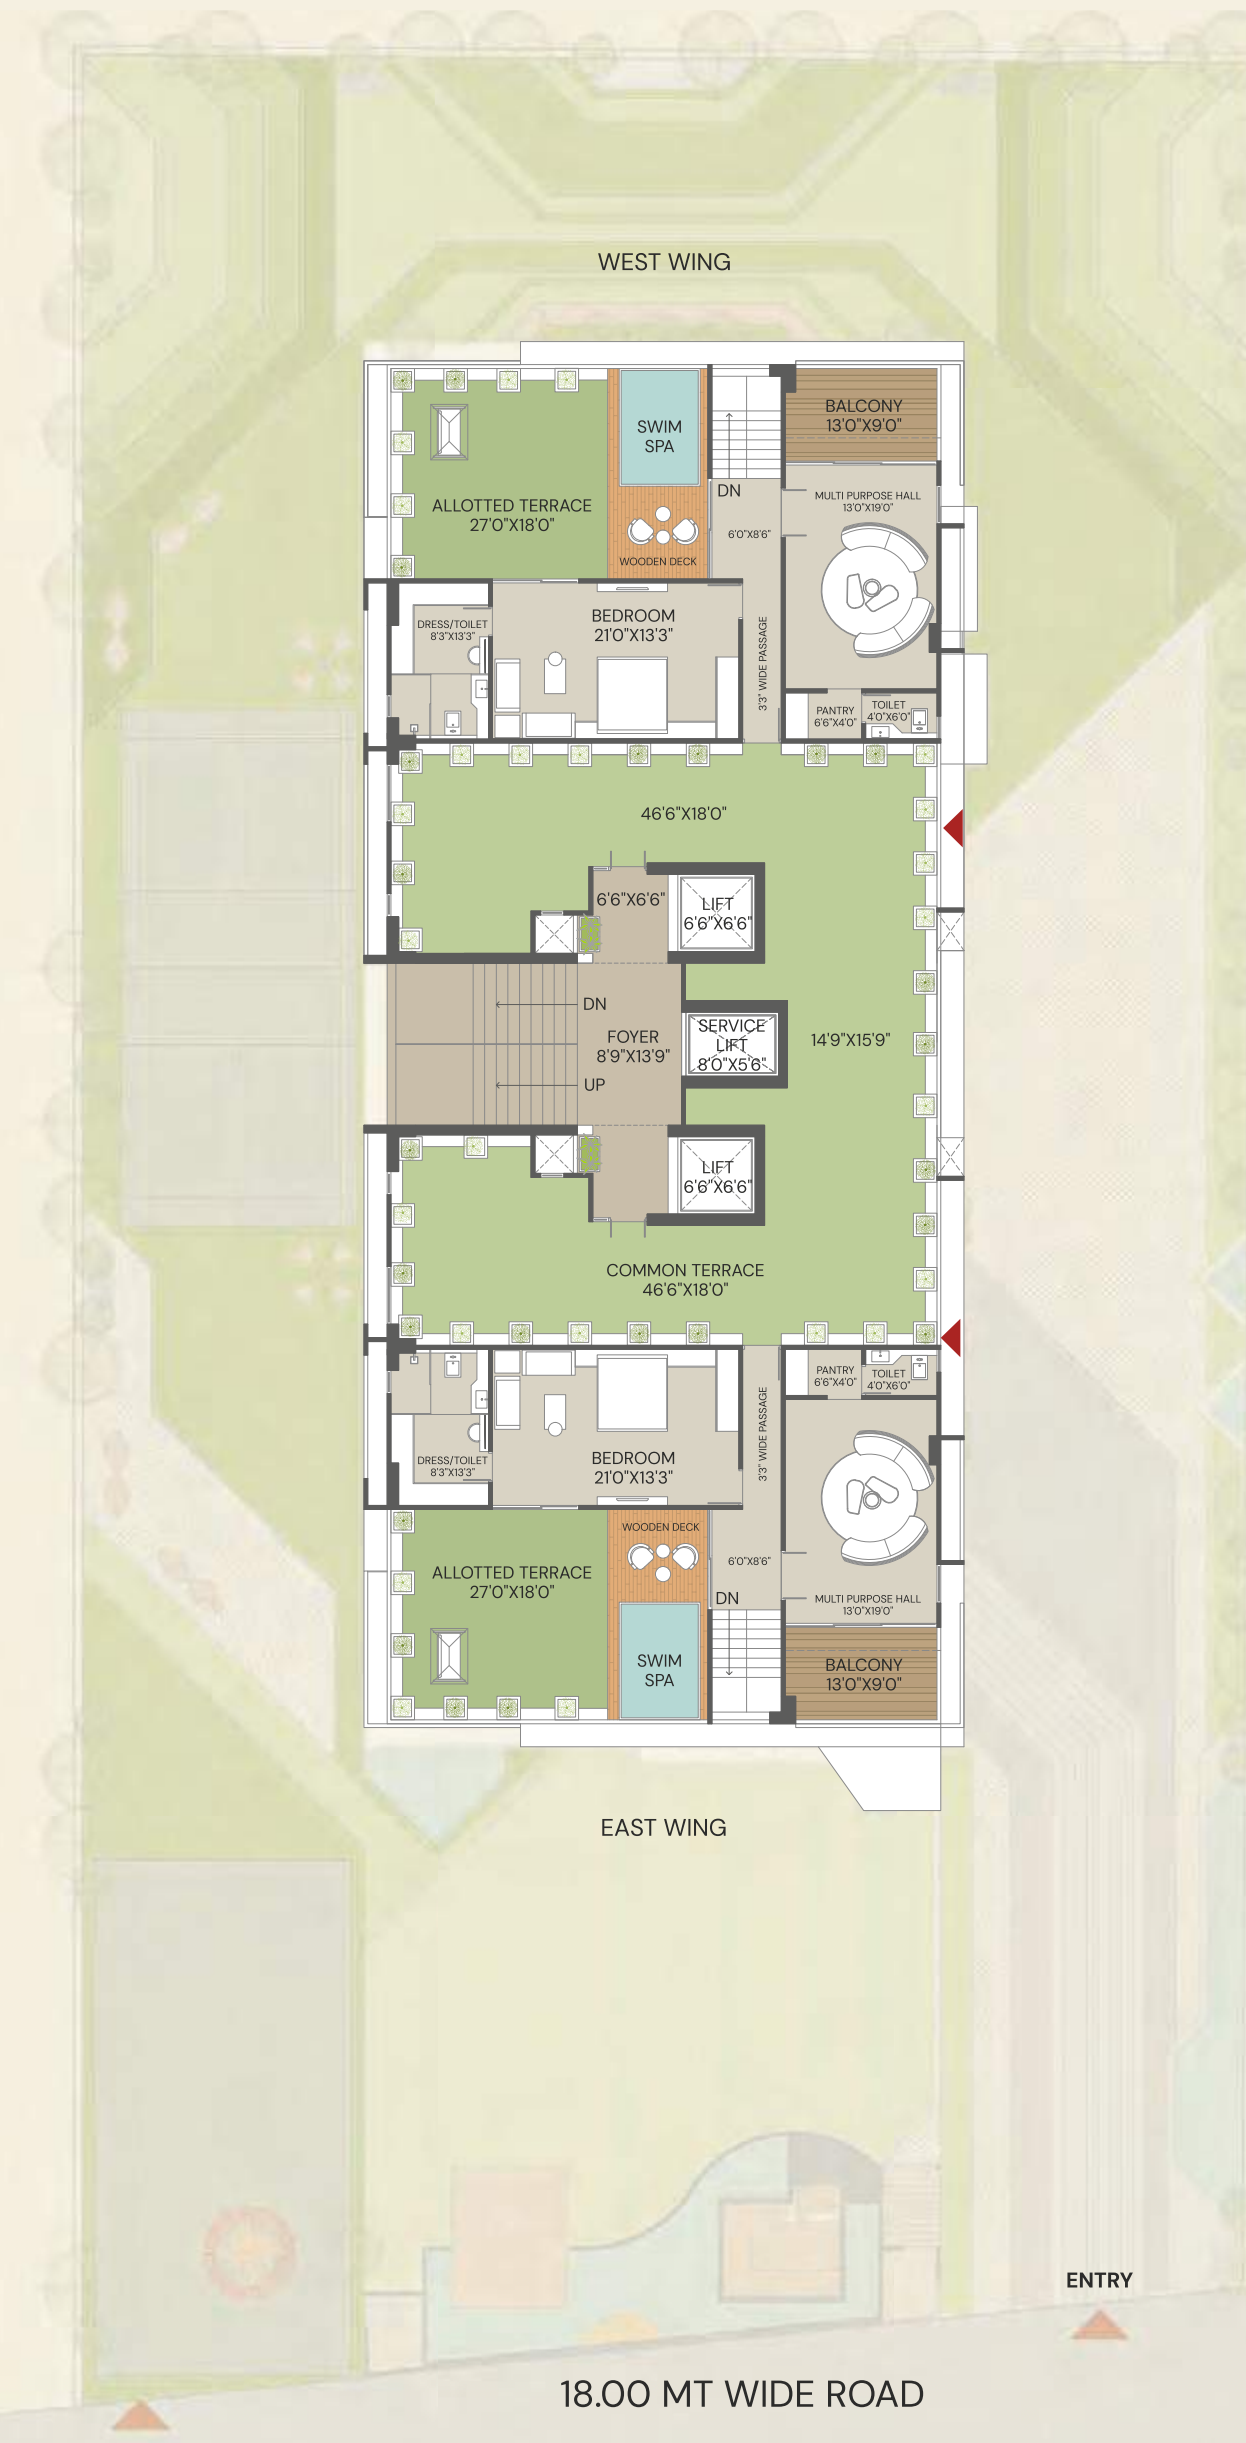 WEST WING
BALCONY
13'0"X9'0"
SWIM
SPA
DN
MULTI PURPOSE HALL
13'0"X19'0"
ALLOTTED TERRACE
27'0"X18'0"
6'0"X8'6"
WOODEN DECK
BEDROOM
21'0"X13'3"
DRESS/TOILET
8'3"X13'3"
3'3" WIDE PASSAGE
PANTRY
6'6"X4'0"
TOILET
4'0"X6'0"
46'6"X18'0"
6'6"X6'6"
LIFT
6'6"X6'6"
DN
FOYER
8'9"X13'9"
SERVICE
LIFT
8'0"X5'6"
14'9"X15'9"
UP
LIFT
6'6"X6'6"
COMMON TERRACE
46'6"X18'0"
PANTRY
6'6"X4'0"
TOILET
4'0"X6'0"
3'3" WIDE PASSAGE
BEDROOM
21'0"X13'3"
DRESS/TOILET
8'3"X13'3"
WOODEN DECK
6'0"X8'6"
ALLOTTED TERRACE
27'0"X18'0"
DN
MULTI PURPOSE HALL
13'0"X19'0"
SWIM
SPA
BALCONY
13'0"X9'0"
EAST WING
ENTRY
18.00 MT WIDE ROAD